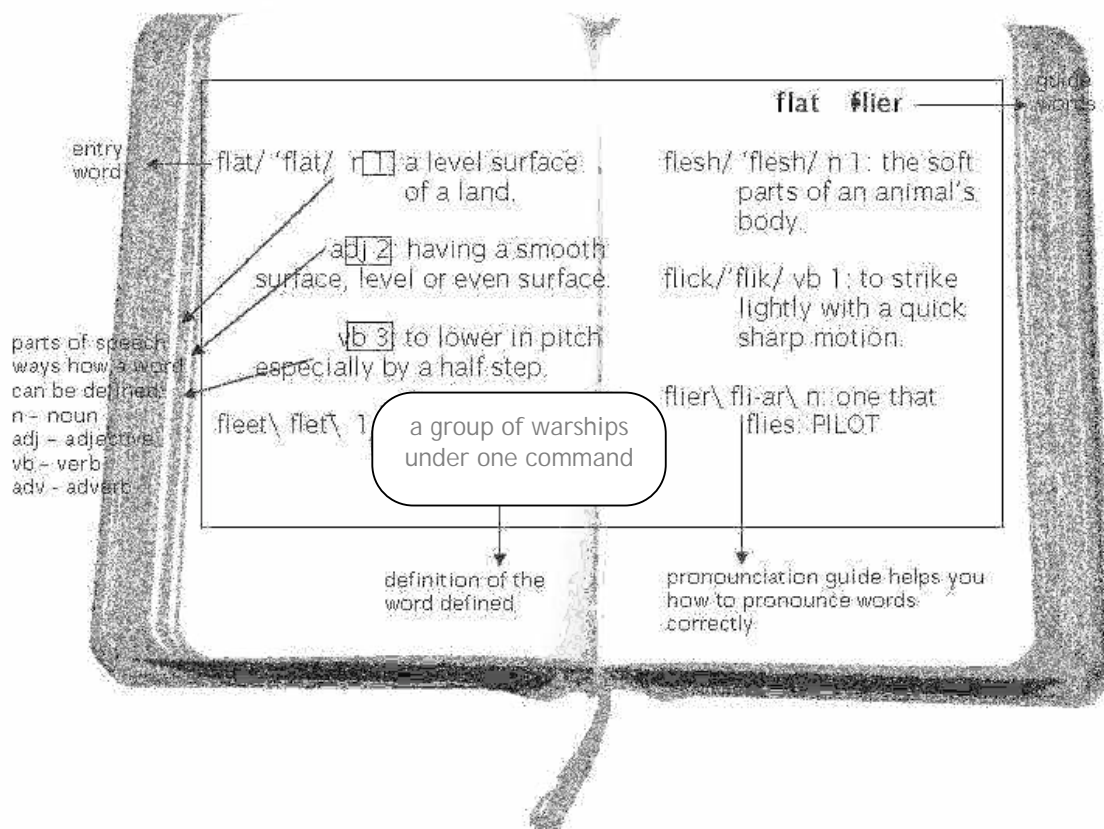 flat flier
guide
words
entry
word
flat/ 'flat/ n 1: a level surface
of a land.
adj 2: having a smooth
surface, level or even surface.
vb 3: to lower in pitch
especially by a half step.
fleet\ flet\ 1
a group of warships
under one command
flesh/ 'flesh/ n 1: the soft
parts of an animal's
body.
flick/'flik/ vb 1: to strike
lightly with a quick
sharp motion.
flier\ fli-ar\ n: one that
flies: PILOT
parts of speech
ways how a word
can be defined
n – noun
adj – adjective
vb – verb
adv – adverb
definition of the
word defined
pronounciation guide helps you
how to pronounce words
correctly